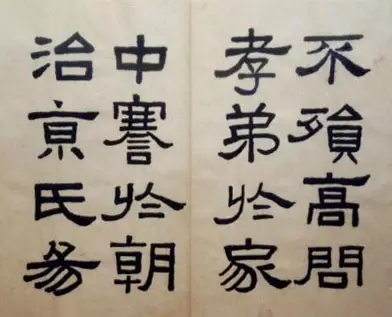 不殞高問
孝弟於家
中謇於朝
治京氏易